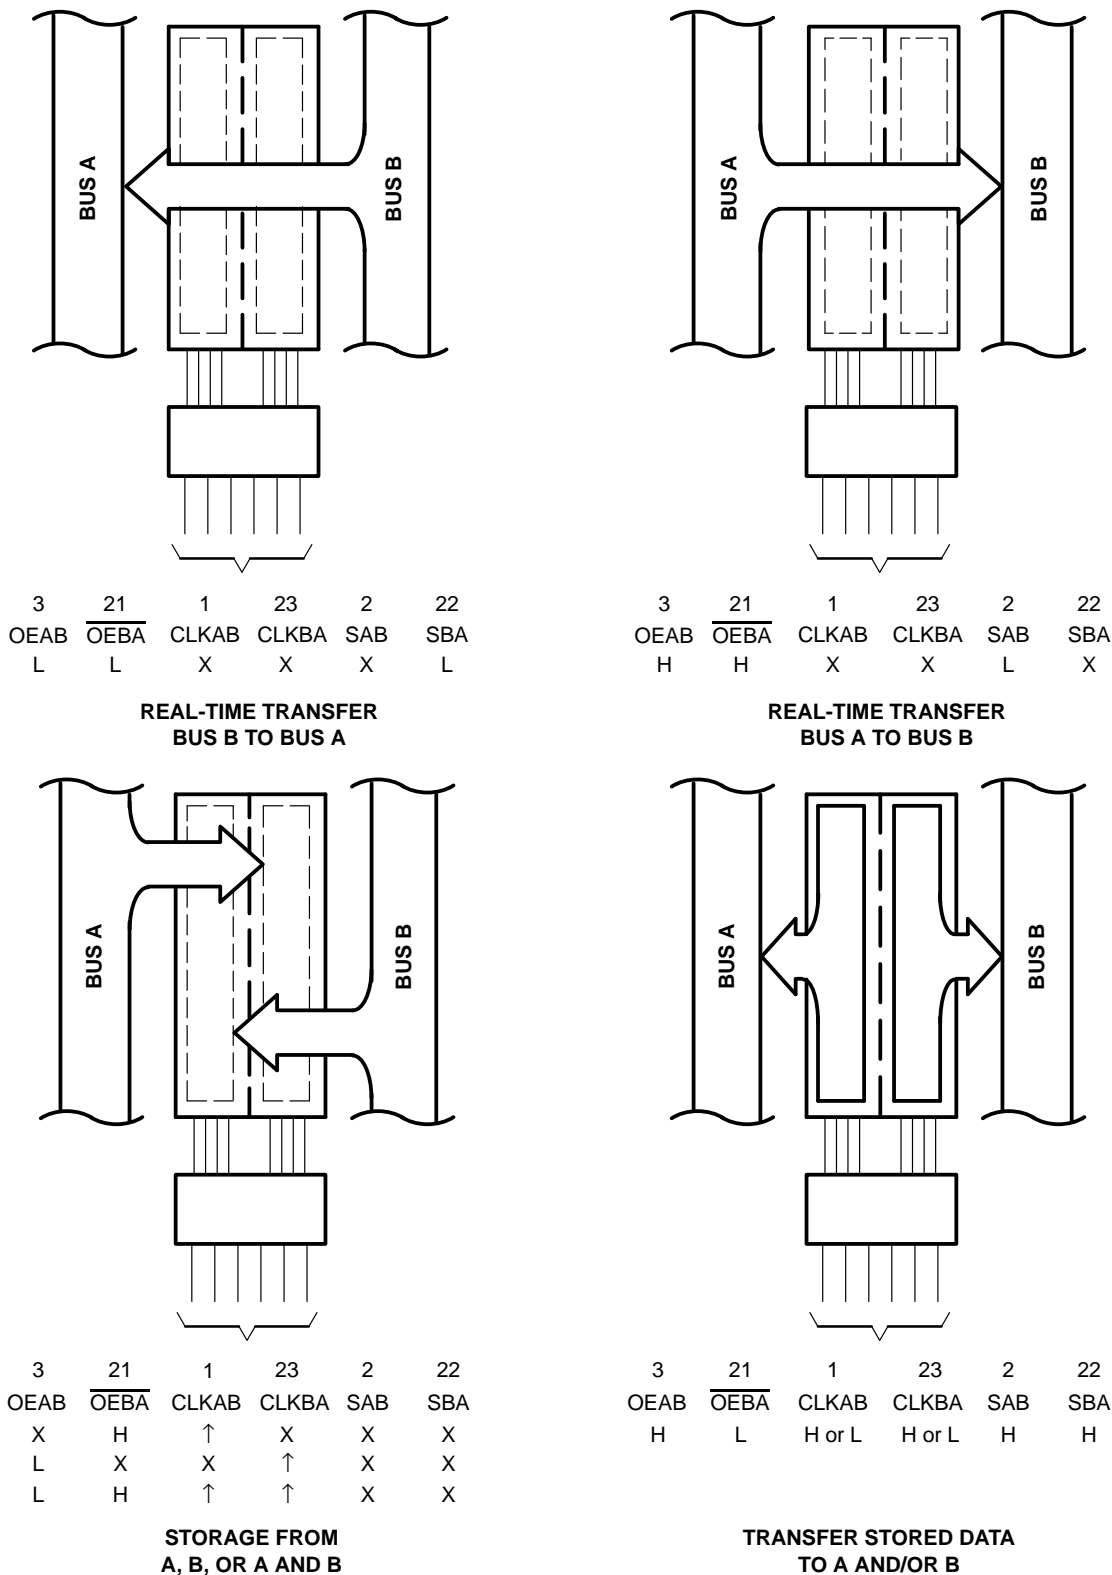 BUS A
BUS B
3 21 1 23 2 22
OEAB OEBA CLKAB CLKBA SAB SBA
L L X X X L
REAL-TIME TRANSFER
BUS B TO BUS A
BUS A
BUS B
3 21 1 23 2 22
OEAB OEBA CLKAB CLKBA SAB SBA
H H X X L X
REAL-TIME TRANSFER
BUS A TO BUS B
BUS A
BUS B
3 21 1 23 2 22
OEAB OEBA CLKAB CLKBA SAB SBA
X H ↑ X X X
L X X ↑ X X
L H ↑ ↑ X X
STORAGE FROM
A, B, OR A AND B
BUS A
BUS B
3 21 1 23 2 22
OEAB OEBA CLKAB CLKBA SAB SBA
H L H or L H or L H H
TRANSFER STORED DATA
TO A AND/OR B